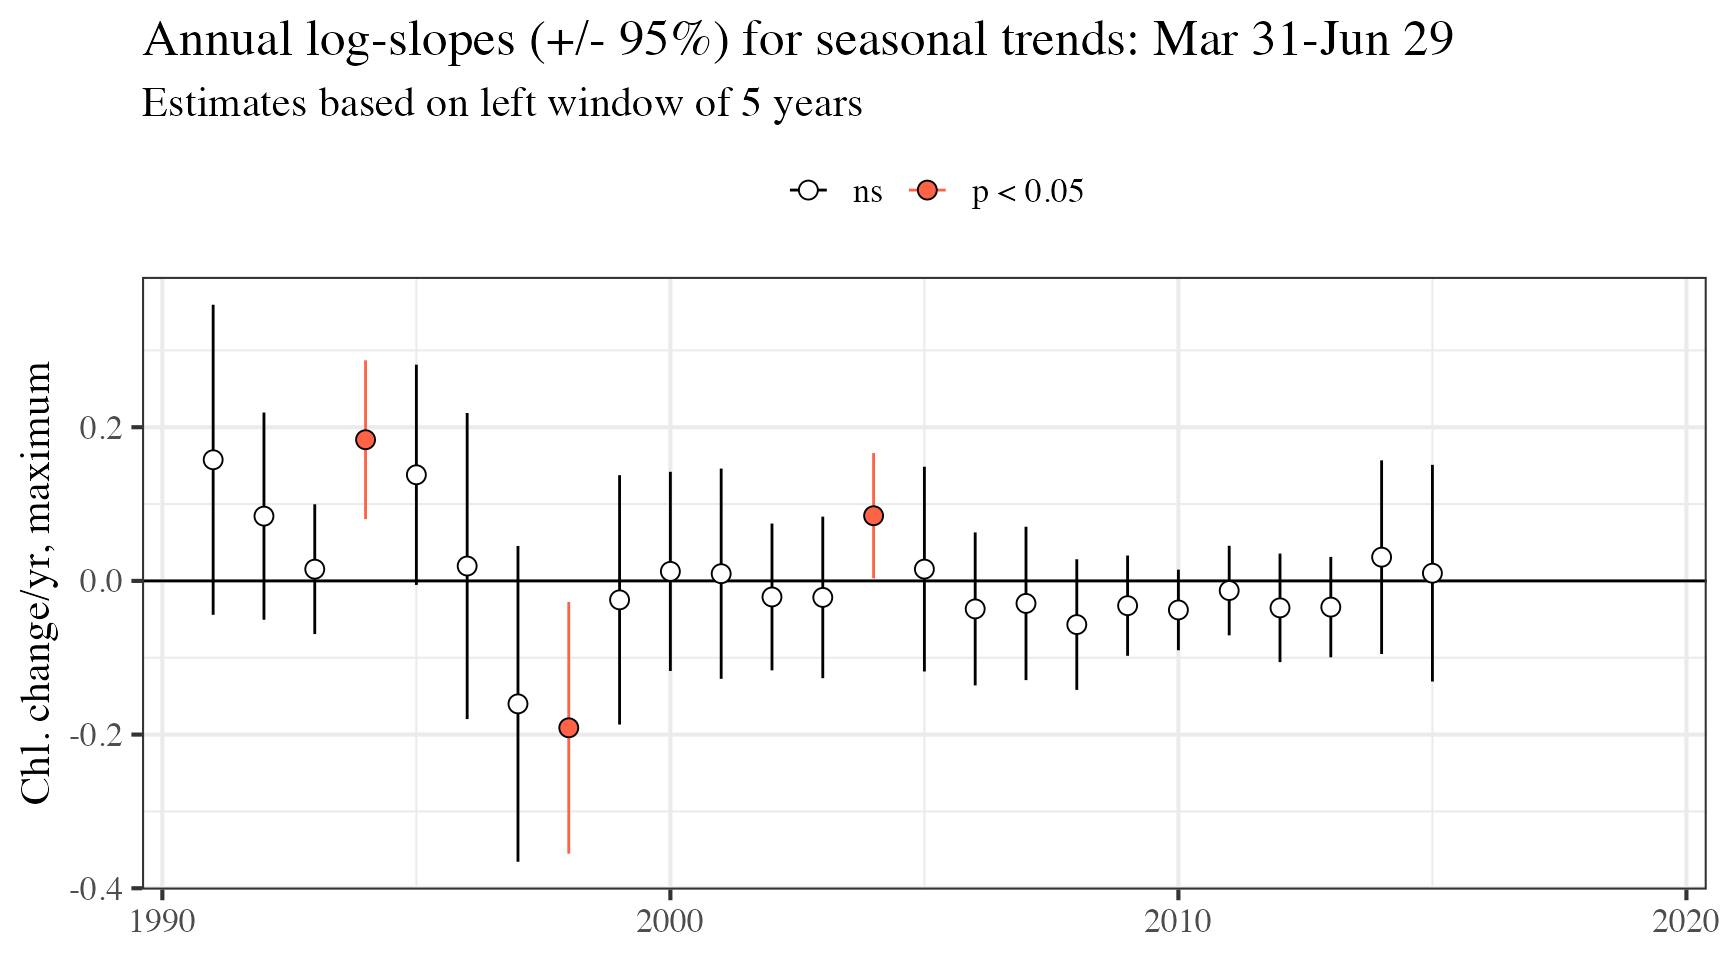 Annual log-slopes (+/- 95%) for seasonal trends: Mar 31-Jun 29
Estimates based on left window of 5 years
ns p < 0.05
Chl. change/yr, maximum
0.2
0.0
-0.2
-0.4
1990 2000 2010 2020